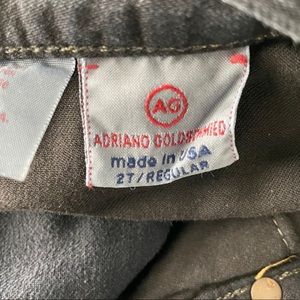 AG
ADRIANO GOLDSCHMIED
made in USA
27/REGULAR